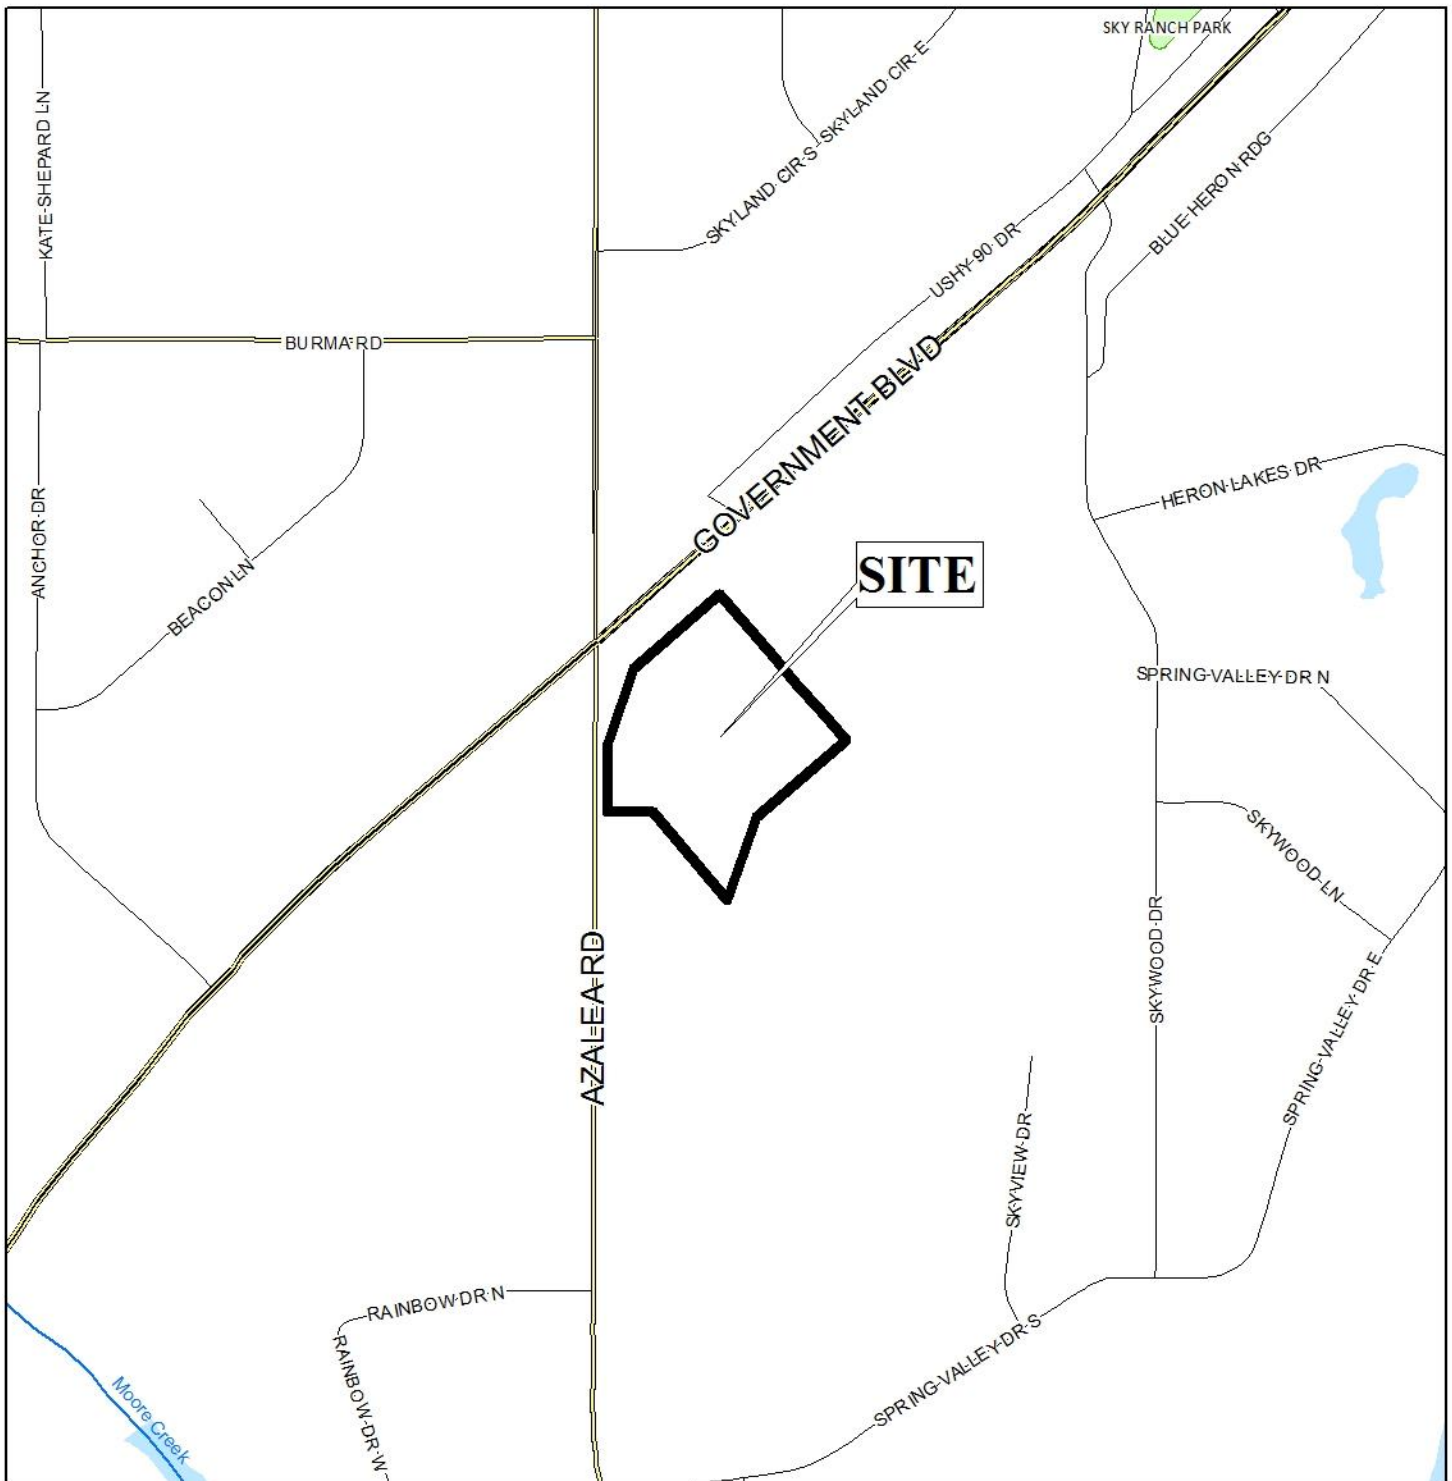 SKY RANCH PARK
KATE SHEPARD LN
SKYLAND CIR E
SKYLAND CIR S
BLUE HERON RDG
USHY 90 DR
BURMA RD
GOVERNMENT BLVD
HERON LAKES DR
ANCHOR DR
BEACON LN
SITE
SPRING VALLEY DR N
SKYWOOD LN
SKYWOOD DR
AZALEA RD
SPRING VALLEY DR E
SKYVIEW DR
RAINBOW DR N
SPRING VALLEY DR S
RAINBOW DR W
Moore Creek